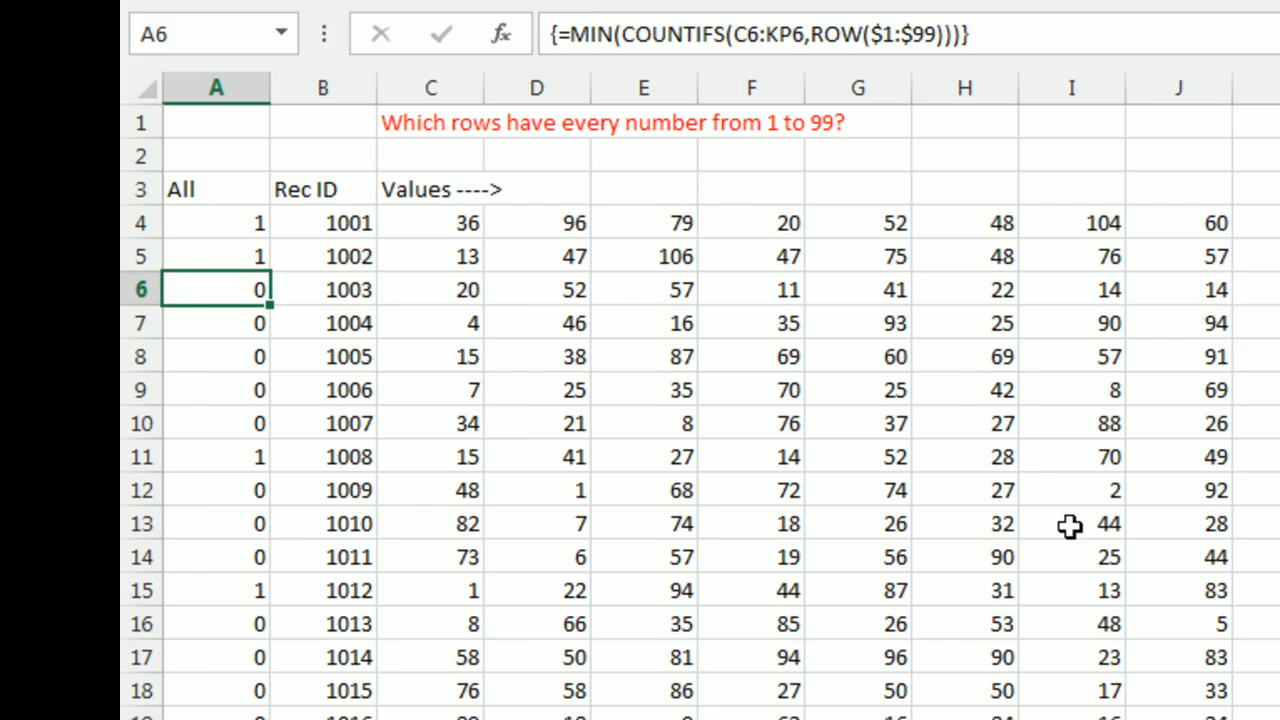 A6 fx {=MIN(COUNTIFS(C6:KP6,ROW($1:$99)))}
A B C D E F G H I J
1 Which rows have every number from 1 to 99?
2
3 All Rec ID Values ---->
4 1 1001 36 96 79 20 52 48 104 60
5 1 1002 13 47 106 47 75 48 76 57
6 0 1003 20 52 57 11 41 22 14 14
7 0 1004 4 46 16 35 93 25 90 94
8 0 1005 15 38 87 69 60 69 57 91
9 0 1006 7 25 35 70 25 42 8 69
10 0 1007 34 21 8 76 37 27 88 26
11 1 1008 15 41 27 14 52 28 70 49
12 0 1009 48 1 68 72 74 27 2 92
13 0 1010 82 7 74 18 26 32 44 28
14 0 1011 73 6 57 19 56 90 25 44
15 1 1012 1 22 94 44 87 31 13 83
16 0 1013 8 66 35 85 26 53 48 5
17 0 1014 58 50 81 94 96 90 23 83
18 0 1015 76 58 86 27 50 50 17 33